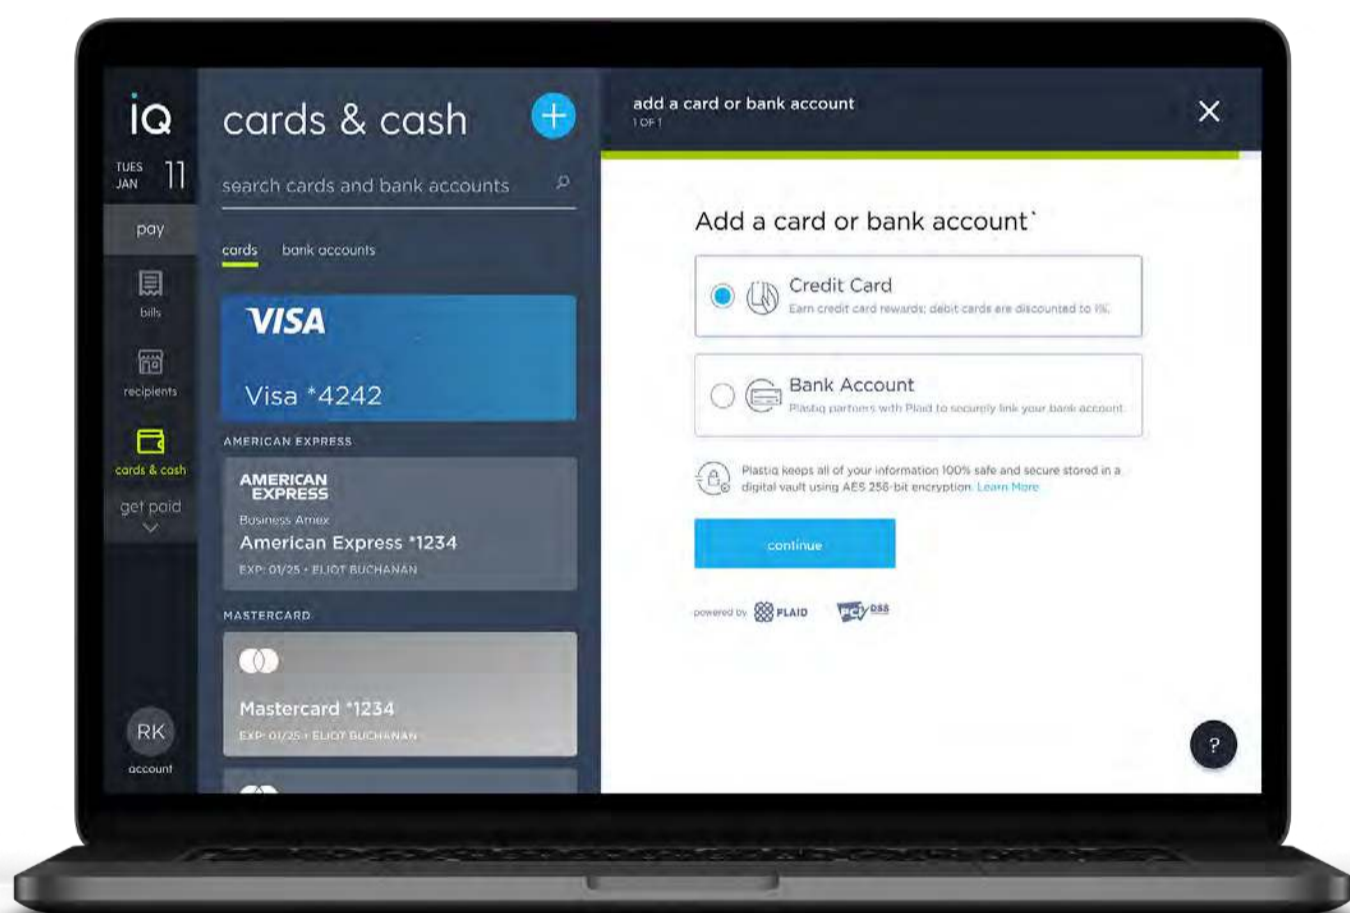 iQ
TUES
JAN
11
pay
bills
recipients
cards & cash
get paid
RK
account
cards & cash
search cards and bank accounts
cards
bank accounts
VISA
Visa *4242
AMERICAN EXPRESS
AMERICAN
EXPRESS
Business Amex
American Express *1234
EXP: 01/25 • ELIOT BUCHANAN
MASTERCARD
Mastercard *1234
EXP: 01/25 • ELIOT BUCHANAN
add a card or bank account
1 OF 1
Add a card or bank account`
Credit Card
Earn credit card rewards; debit cards are discounted to 1%.
Bank Account
Plastiq partners with Plaid to securely link your bank account.
Plastiq keeps all of your information 100% safe and secure stored in a
digital vault using AES 256-bit encryption. Learn More
continue
powered by PLAID PCI DSS
?